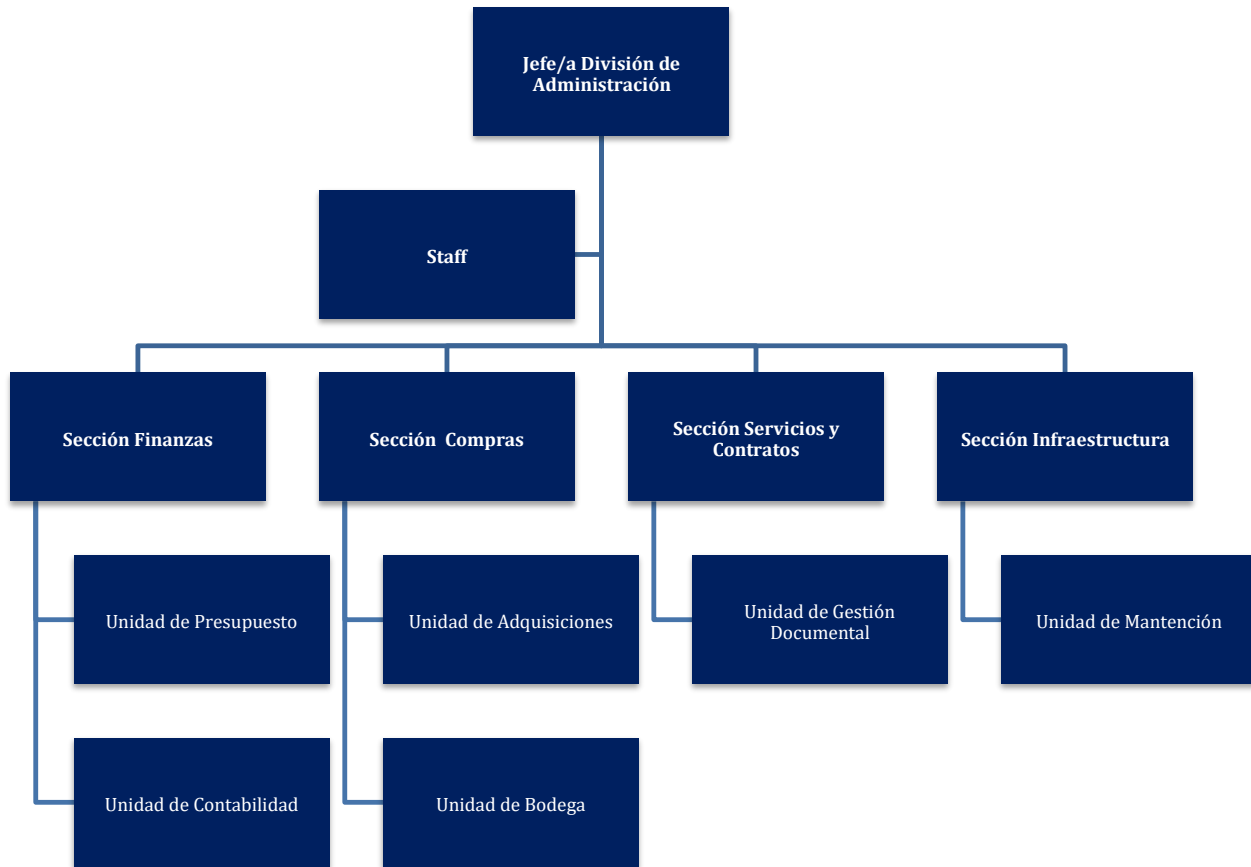 Jefe/a División de
Administración
Staff
Sección Finanzas
Sección Compras
Sección Servicios y
Contratos
Sección Infraestructura
Unidad de Presupuesto
Unidad de Adquisiciones
Unidad de Gestión
Documental
Unidad de Mantención
Unidad de Contabilidad
Unidad de Bodega